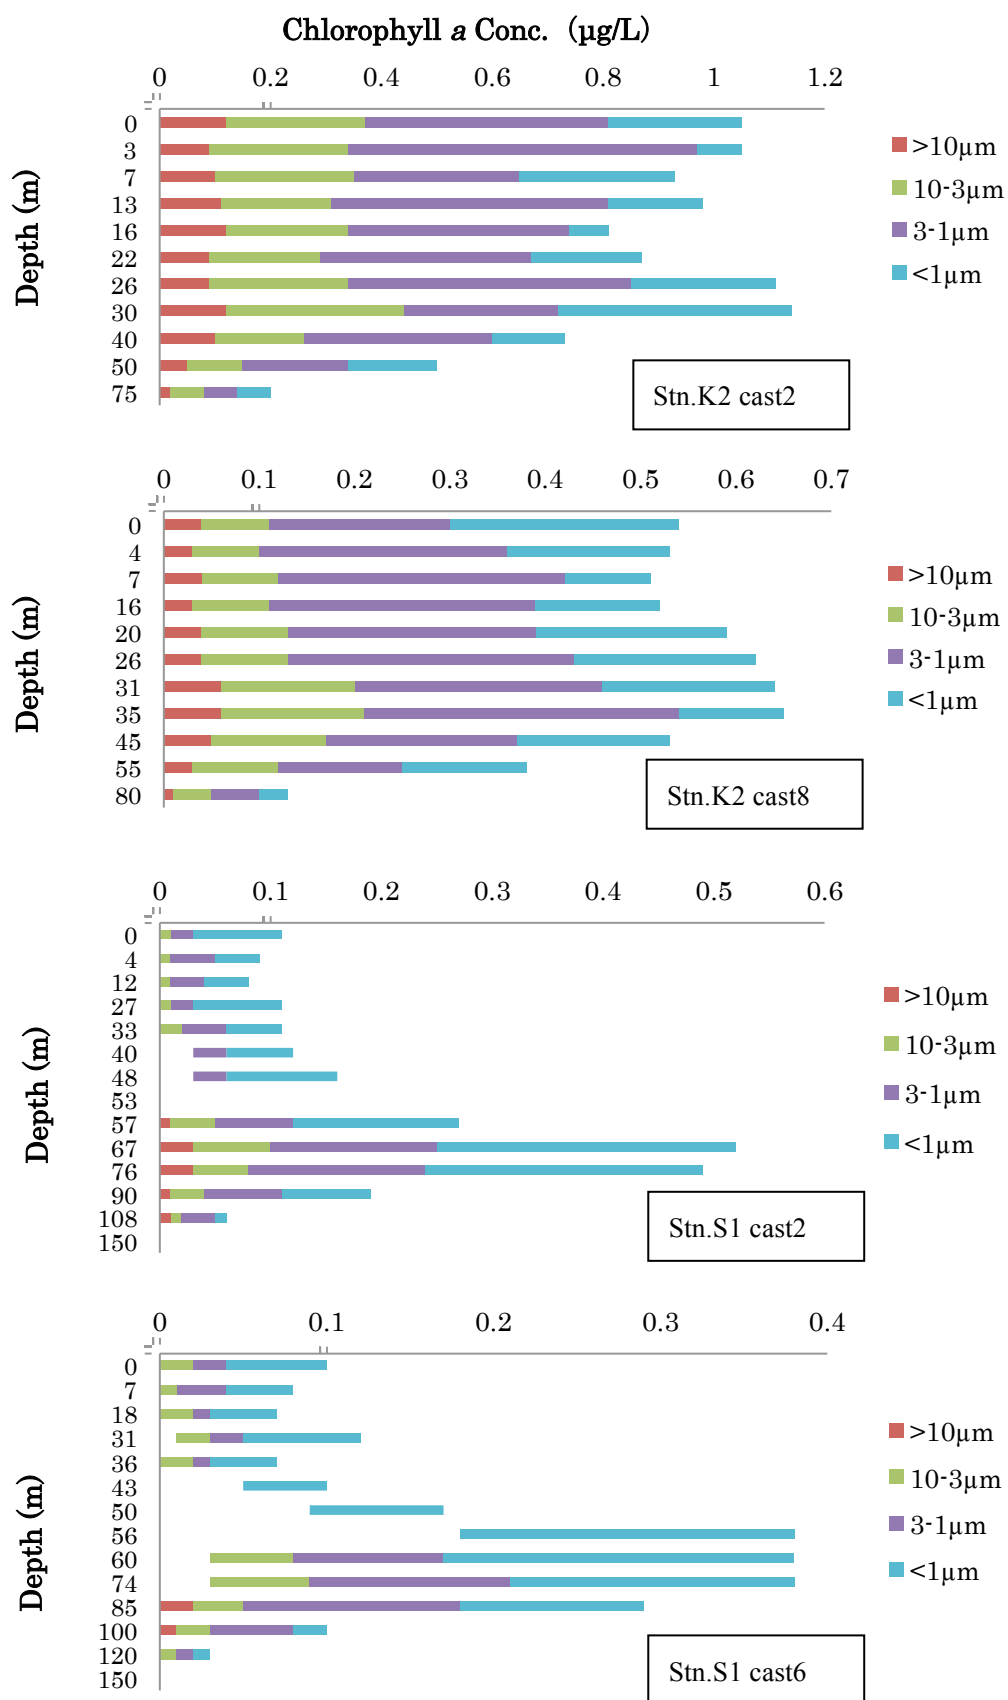 Chlorophyll a Conc. (µg/L)
0 0.2 0.4 0.6 0.8 1 1.2
Depth (m)
0
3
7
13
16
22
26
30
40
50
75
>10µm
10-3µm
3-1µm
<1µm
Stn.K2 cast2
0 0.1 0.2 0.3 0.4 0.5 0.6 0.7
Depth (m)
0
4
7
16
20
26
31
35
45
55
80
>10µm
10-3µm
3-1µm
<1µm
Stn.K2 cast8
0 0.1 0.2 0.3 0.4 0.5 0.6
Depth (m)
0
4
12
27
33
40
48
53
57
67
76
90
108
150
>10µm
10-3µm
3-1µm
<1µm
Stn.S1 cast2
0 0.1 0.2 0.3 0.4
Depth (m)
0
7
18
31
36
43
50
56
60
74
85
100
120
150
>10µm
10-3µm
3-1µm
<1µm
Stn.S1 cast6